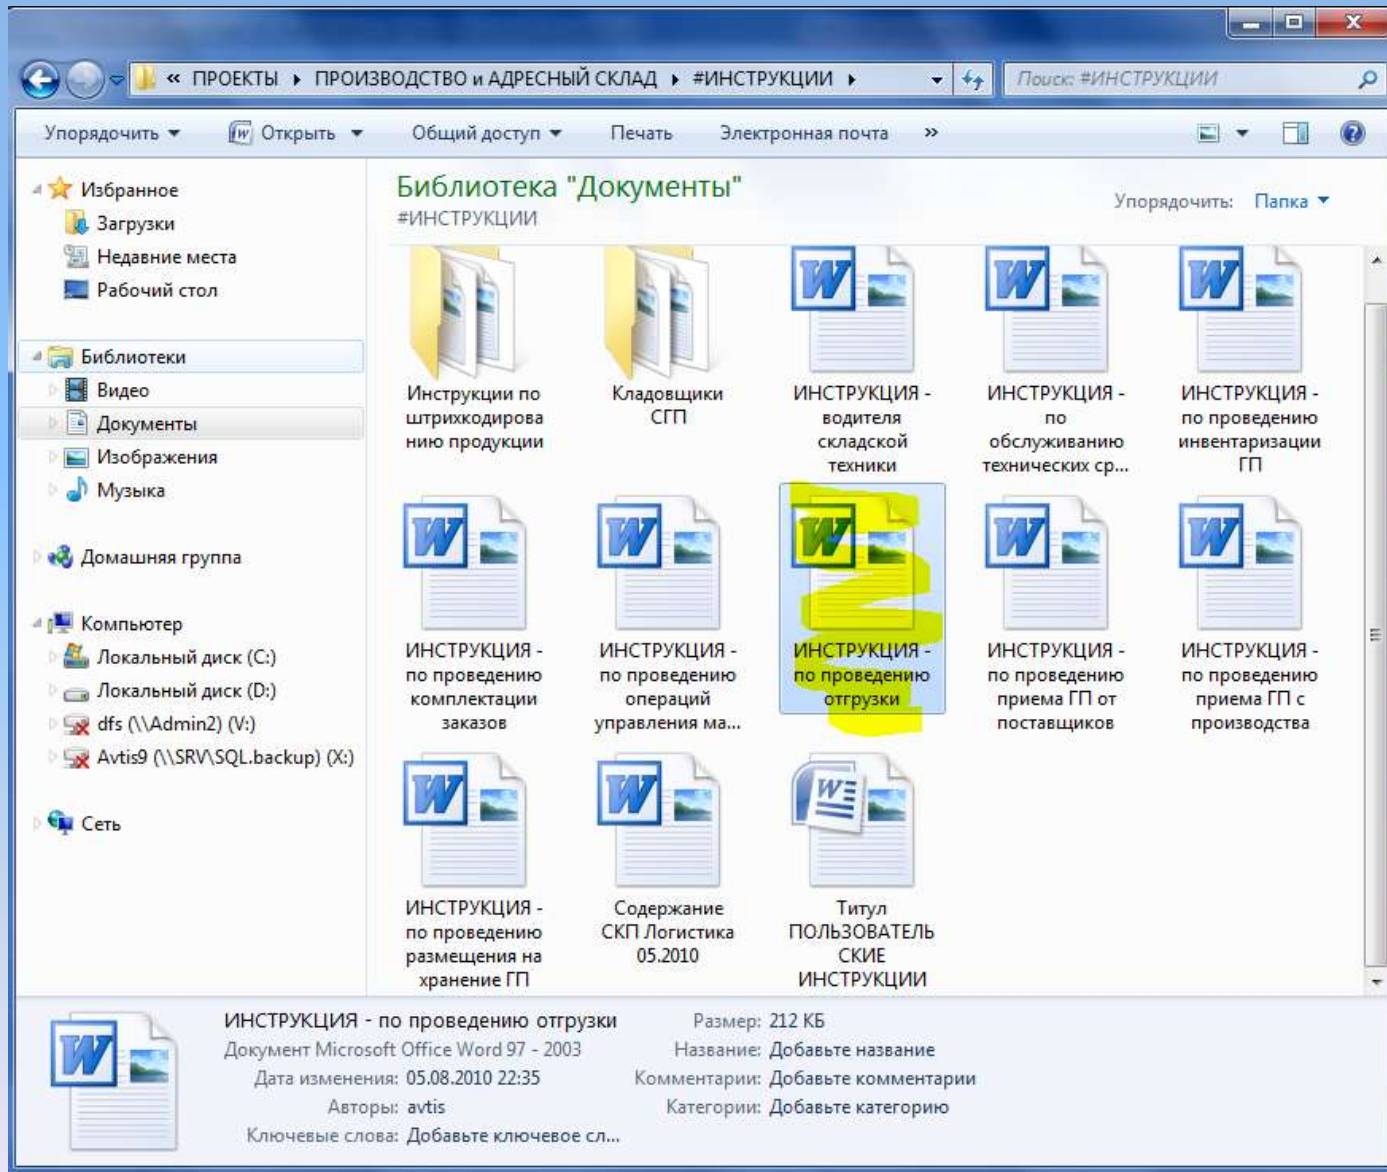 « ПРОЕКТЫ ▸ ПРОИЗВОДСТВО и АДРЕСНЫЙ СКЛАД ▸ #ИНСТРУКЦИИ ▸
Поиск: #ИНСТРУКЦИИ
Упорядочить Открыть Общий доступ Печать Электронная почта »
Избранное
Загрузки
Недавние места
Рабочий стол
Библиотеки
Видео
Документы
Изображения
Музыка
Домашняя группа
Компьютер
Локальный диск (C:)
Локальный диск (D:)
dfs (\\Admin2) (V:)
Avtis9 (\\SRV\SQL.backup) (X:)
Сеть
Библиотека "Документы"
#ИНСТРУКЦИИ
Упорядочить: Папка
Инструкции по
штрихкодирова
нию продукции
Кладовщики
СГП
ИНСТРУКЦИЯ -
водителя
складской
техники
ИНСТРУКЦИЯ -
по
обслуживанию
технических ср...
ИНСТРУКЦИЯ -
по проведению
инвентаризации
ГП
ИНСТРУКЦИЯ -
по проведению
комплектации
заказов
ИНСТРУКЦИЯ -
по проведению
операций
управления ма...
ИНСТРУКЦИЯ -
по проведению
отгрузки
ИНСТРУКЦИЯ -
по проведению
приема ГП от
поставщиков
ИНСТРУКЦИЯ -
по проведению
приема ГП с
производства
ИНСТРУКЦИЯ -
по проведению
размещения на
хранение ГП
Содержание
СКП Логистика
05.2010
Титул
ПОЛЬЗОВАТЕЛЬ
СКИЕ
ИНСТРУКЦИИ
ИНСТРУКЦИЯ - по проведению отгрузки
Документ Microsoft Office Word 97 - 2003
Дата изменения: 05.08.2010 22:35
Авторы: avtis
Ключевые слова: Добавьте ключевое сл...
Размер: 212 КБ
Название: Добавьте название
Комментарии: Добавьте комментарии
Категории: Добавьте категорию